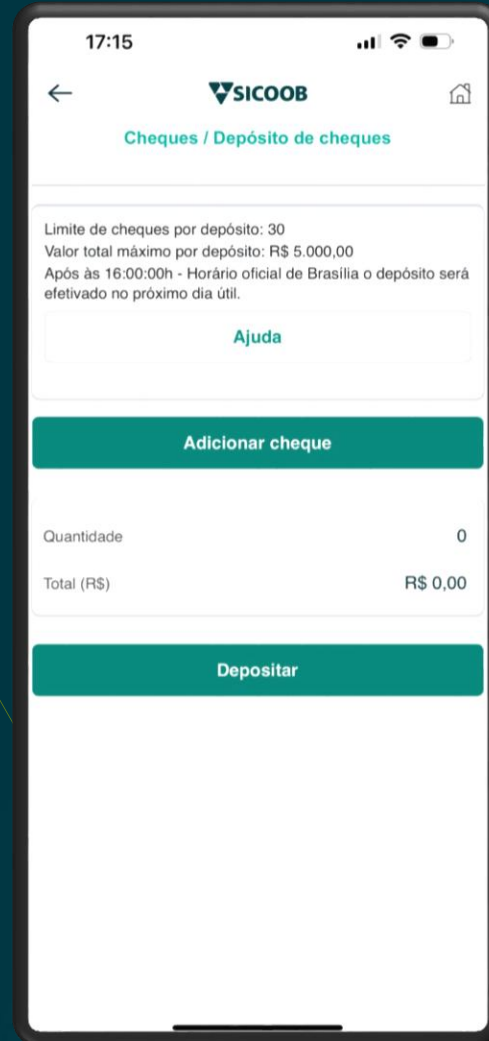 17:15
SICOOB
Cheques / Depósito de cheques
Limite de cheques por depósito: 30
Valor total máximo por depósito: R$ 5.000,00
Após às 16:00:00h - Horário oficial de Brasília o depósito será
efetivado no próximo dia útil.
Ajuda
Adicionar cheque
Quantidade 0
Total (R$) R$ 0,00
Depositar